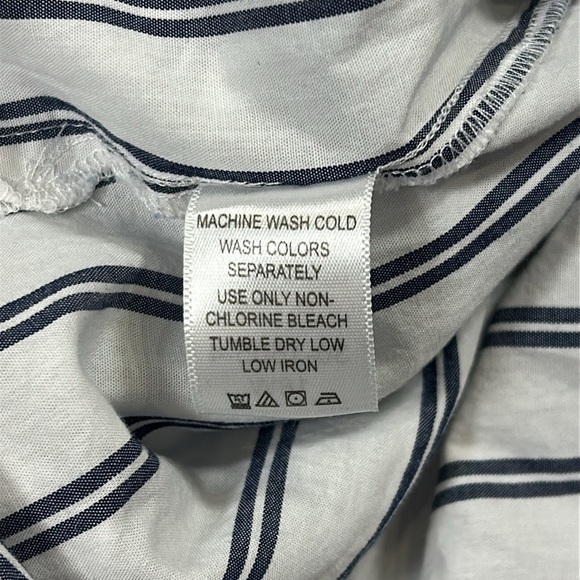 MACHINE WASH COLD
WASH COLORS
SEPARATELY
USE ONLY NON-
CHLORINE BLEACH
TUMBLE DRY LOW
LOW IRON